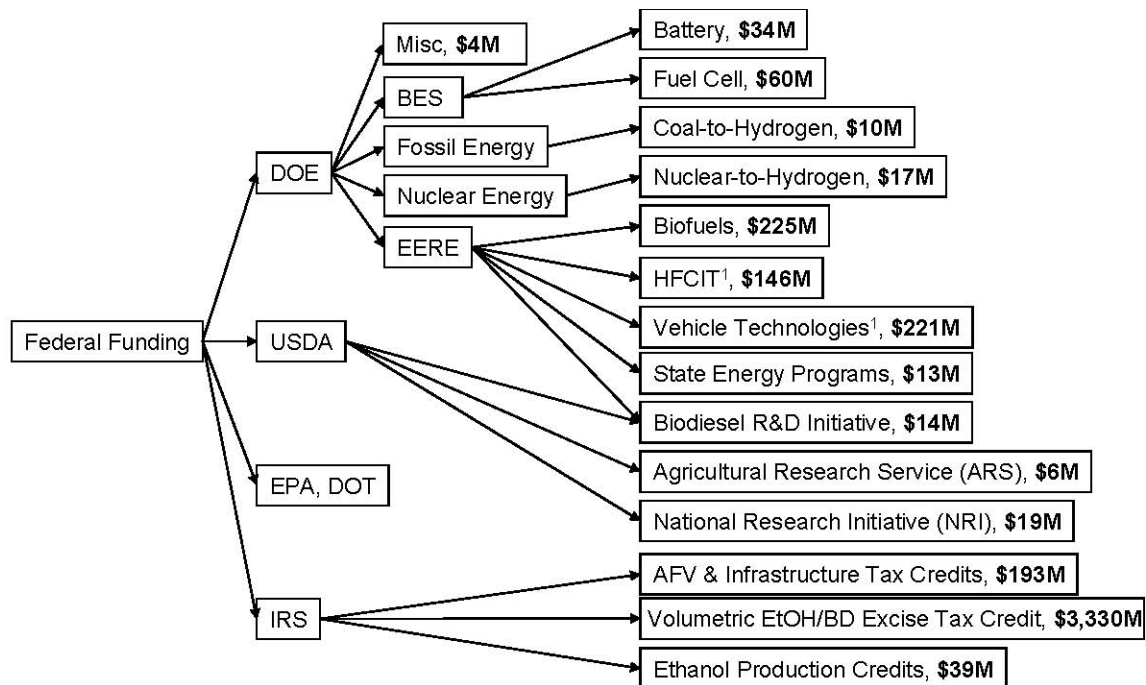 Federal Funding
DOE
USDA
EPA, DOT
IRS
Misc, $4M
BES
Fossil Energy
Nuclear Energy
EERE
Battery, $34M
Fuel Cell, $60M
Coal-to-Hydrogen, $10M
Nuclear-to-Hydrogen, $17M
Biofuels, $225M
HFCIT¹, $146M
Vehicle Technologies¹, $221M
State Energy Programs, $13M
Biodiesel R&D Initiative, $14M
Agricultural Research Service (ARS), $6M
National Research Initiative (NRI), $19M
AFV & Infrastructure Tax Credits, $193M
Volumetric EtOH/BD Excise Tax Credit, $3,330M
Ethanol Production Credits, $39M